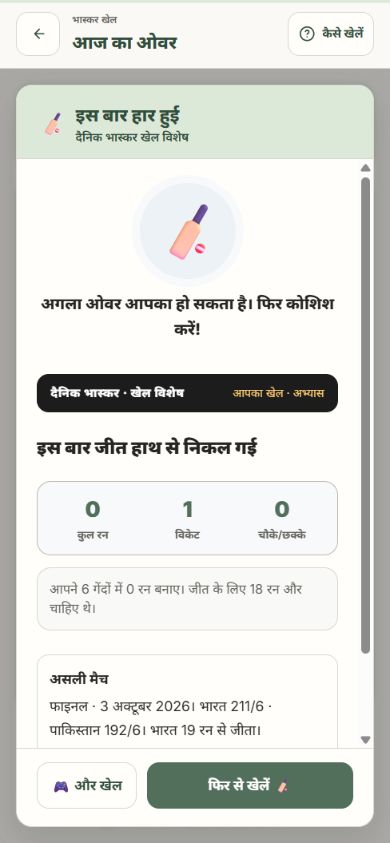 भास्कर खेल
आज का ओवर
कैसे खेलें
इस बार हार हुई
दैनिक भास्कर खेल विशेष
अगला ओवर आपका हो सकता है। फिर कोशिश
करें!
दैनिक भास्कर · खेल विशेष
आपका खेल · अभ्यास
इस बार जीत हाथ से निकल गई
0 1 0
कुल रन विकेट चौके/छक्के
आपने 6 गेंदों में 0 रन बनाए। जीत के लिए 18 रन और
चाहिए थे।
असली मैच
फाइनल · 3 अक्टूबर 2026। भारत 211/6 ·
पाकिस्तान 192/6। भारत 19 रन से जीता।
और खेल
फिर से खेलें